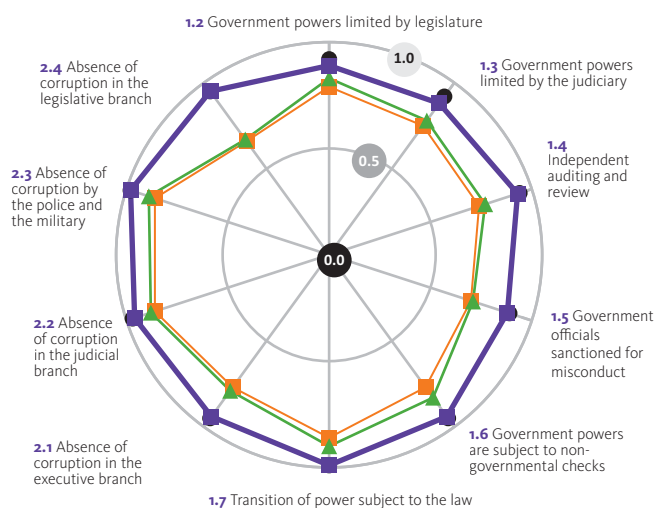 1.2 Government powers limited by legislature
1.0
1.3 Government powers
limited by the judiciary
2.4 Absence of
corruption in the
legislative branch
0.5
1.4
Independent
auditing and
review
2.3 Absence of
corruption by
the police and
the military
0.0
2.2 Absence
of corruption
in the judicial
branch
1.5 Government
officials
sanctioned for
misconduct
2.1 Absence of
corruption in the
executive branch
1.6 Government powers
are subject to non-
governmental checks
1.7 Transition of power subject to the law